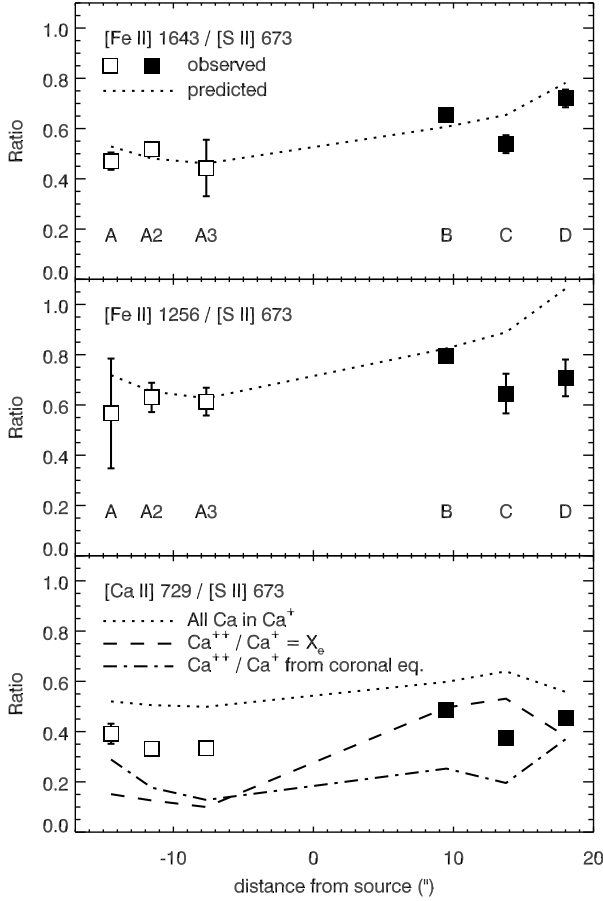 [Fe II] 1643 / [S II] 673
observed
predicted
1.0
0.8
0.6
0.4
0.2
0.0
Ratio
A A2 A3 B C D
[Fe II] 1256 / [S II] 673
1.0
0.8
0.6
0.4
0.2
0.0
Ratio
A A2 A3 B C D
[Ca II] 729 / [S II] 673
All Ca in Ca⁺
Ca⁺⁺ / Ca⁺ = Xₑ
Ca⁺⁺ / Ca⁺ from coronal eq.
1.0
0.8
0.6
0.4
0.2
0.0
Ratio
-10 0 10 20
distance from source (")